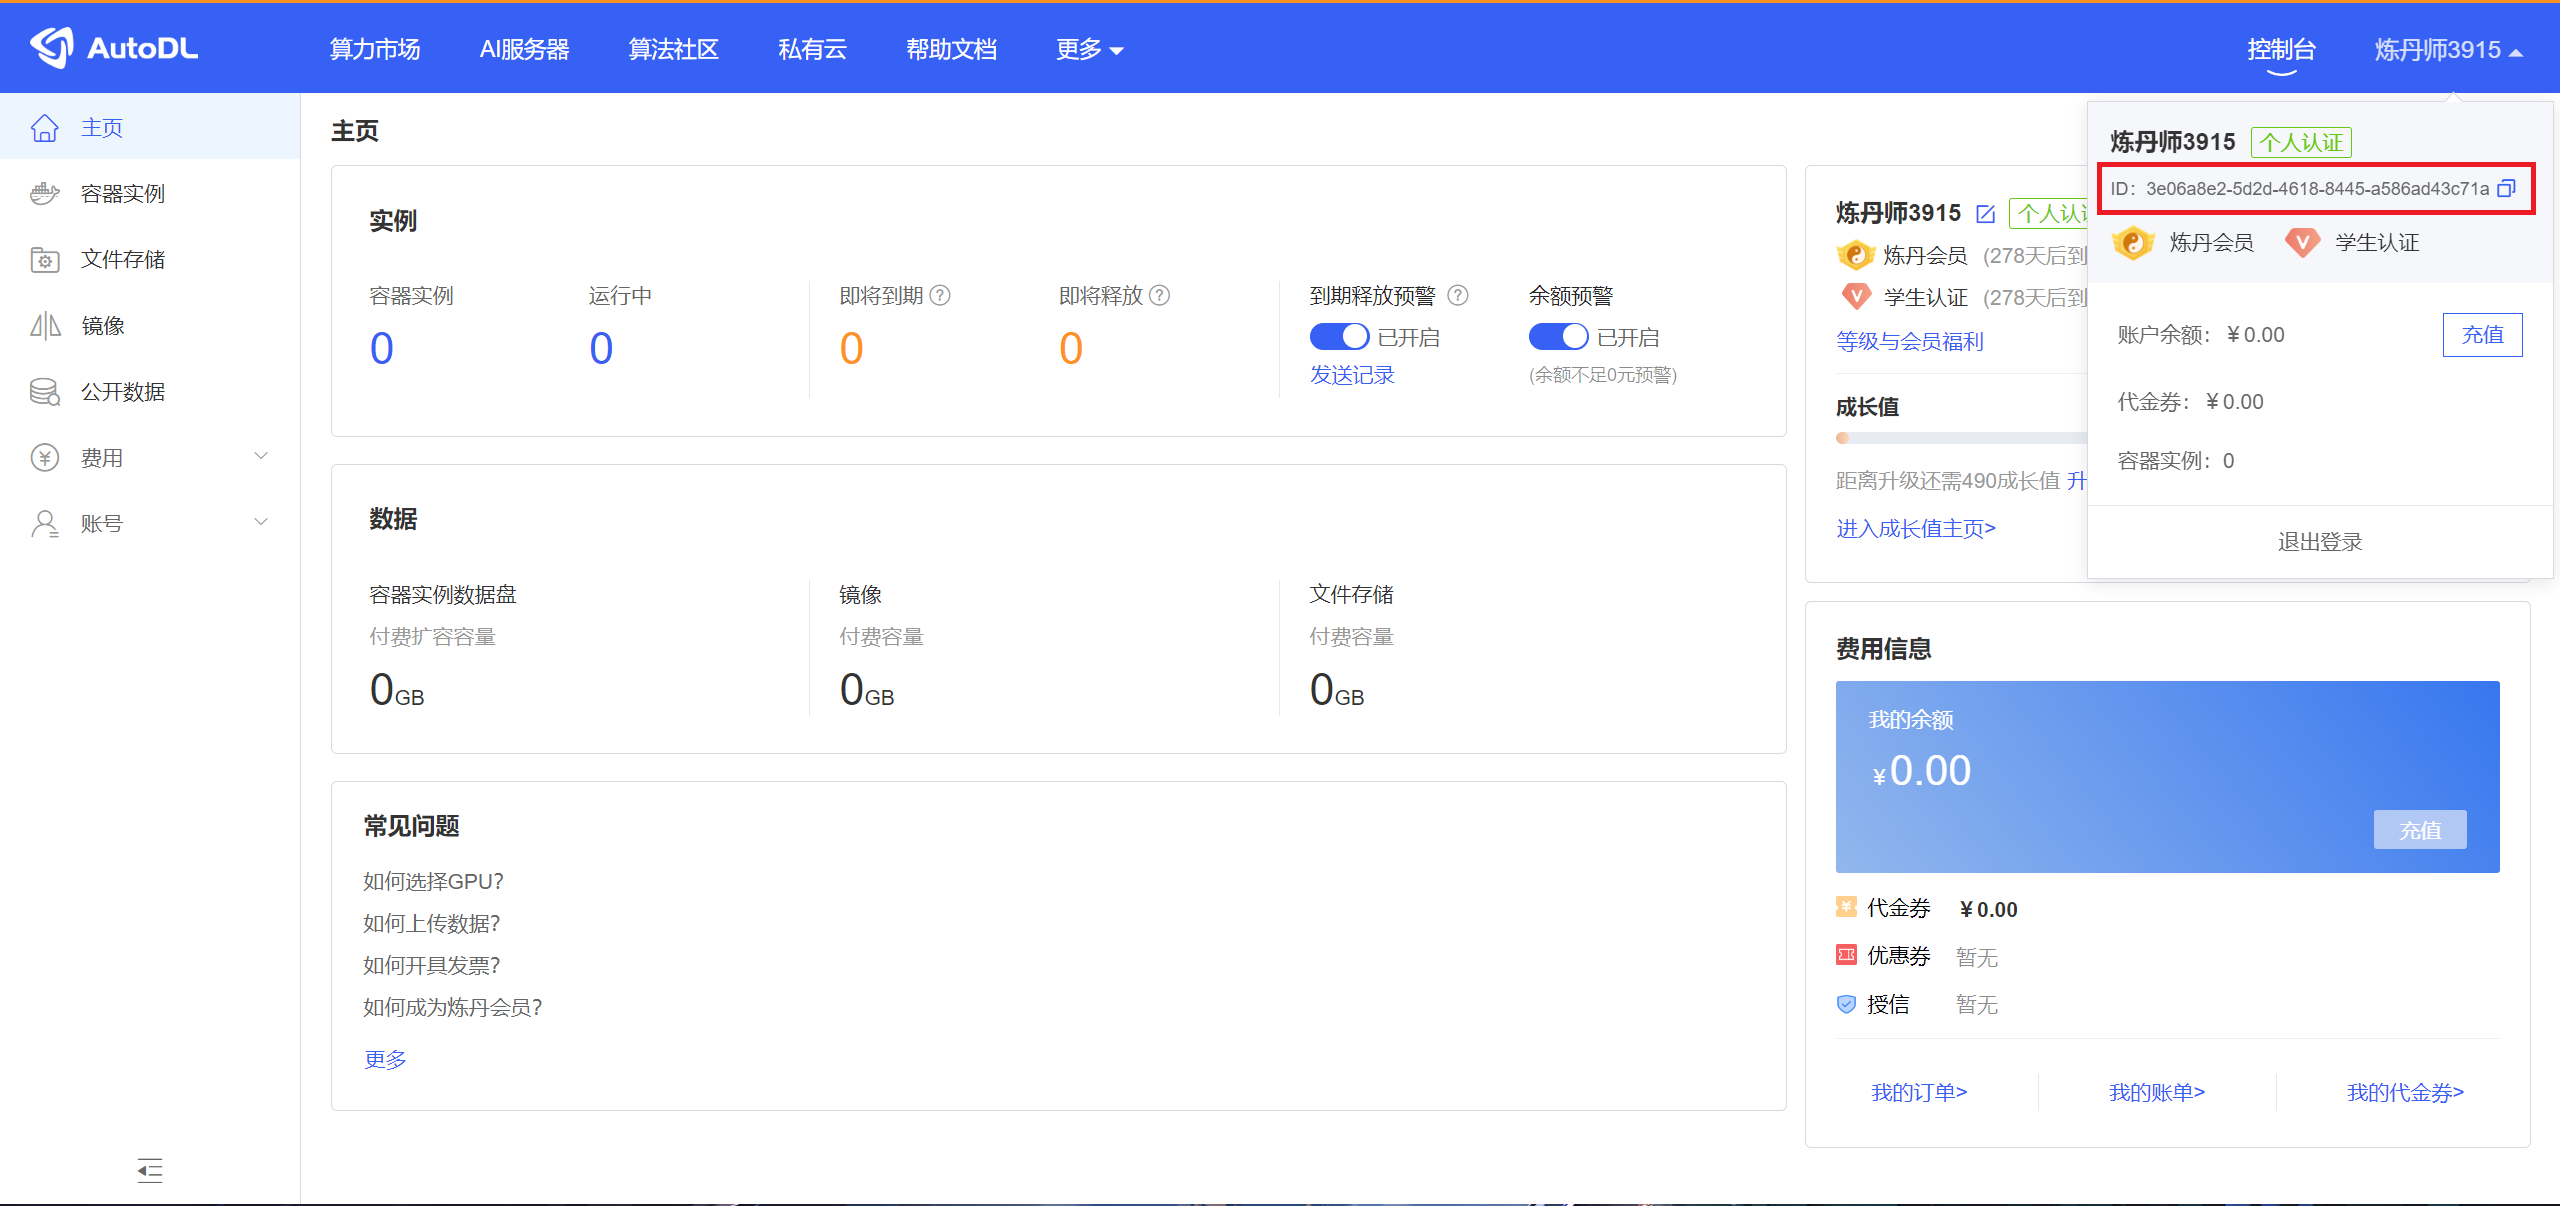 AutoDL 算力市场 AI服务器 算法社区 私有云 帮助文档 更多 控制台 炼丹师3915
主页
容器实例
文件存储
镜像
公开数据
费用
账号
主页
实例
容器实例 运行中 即将到期 即将释放 到期释放预警 余额预警
0 0 0 0 已开启 已开启
发送记录 (余额不足0元预警)
数据
容器实例数据盘 镜像 文件存储
付费扩容容量 付费容量 付费容量
0GB 0GB 0GB
常见问题
如何选择GPU?
如何上传数据?
如何开具发票?
如何成为炼丹会员?
更多
炼丹师3915 个人认
炼丹会员 (278天后到
学生认证 (278天后到
等级与会员福利
成长值
距离升级还需490成长值 升
进入成长值主页>
炼丹师3915 个人认证
ID: 3e06a8e2-5d2d-4618-8445-a586ad43c71a
炼丹会员 学生认证
账户余额: ¥0.00 充值
代金券: ¥0.00
容器实例: 0
退出登录
费用信息
我的余额
¥0.00
充值
代金券 ¥0.00
优惠券 暂无
授信 暂无
我的订单> 我的账单> 我的代金券>